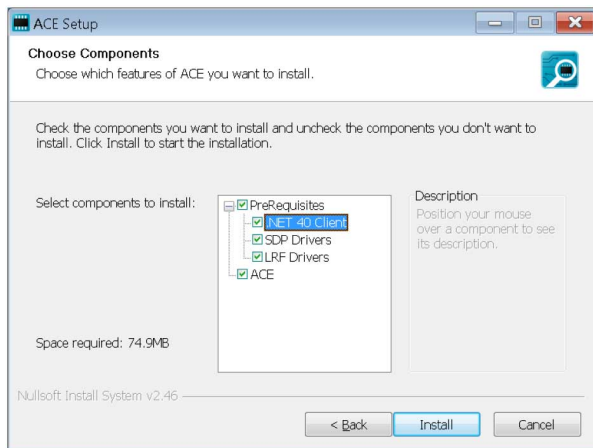 ACE Setup
Choose Components
Choose which features of ACE you want to install.
Check the components you want to install and uncheck the components you don't want to
install. Click Install to start the installation.
Select components to install:
PreRequisites
.NET 40 Client
SDP Drivers
LRF Drivers
ACE
Description
Position your mouse
over a component to see
its description.
Space required: 74.9MB
Nullsoft Install System v2.46
< Back
Install
Cancel